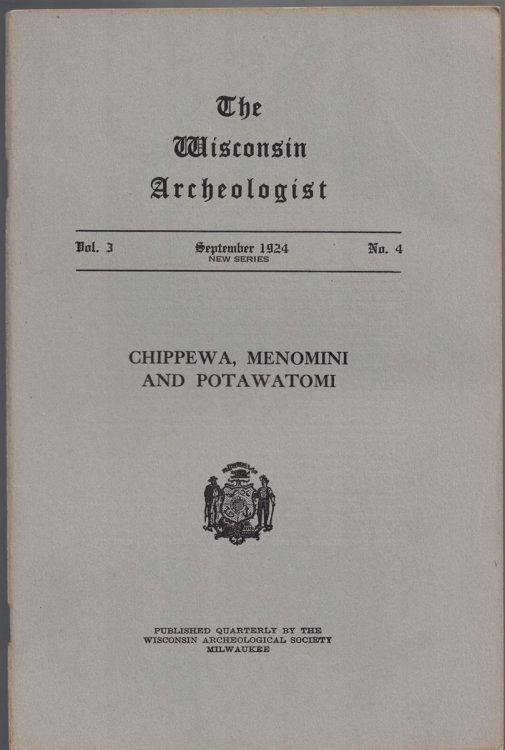 The
Wisconsin
Archeologist
Vol. 3 September 1924 No. 4
NEW SERIES
CHIPPEWA, MENOMINI
AND POTAWATOMI
PUBLISHED QUARTERLY BY THE
WISCONSIN ARCHEOLOGICAL SOCIETY
MILWAUKEE